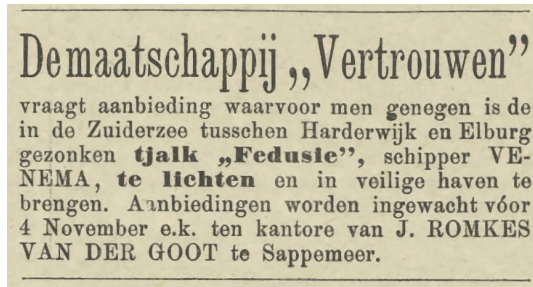 De maatschappij „Vertrouwen”
vraagt aanbieding waarvoor men genegen is de
in de Zuiderzee tusschen Harderwijk en Elburg
gezonken tjalk „Fedusie”, schipper VE-
NEMA, te lichten en in veilige haven te
brengen. Aanbiedingen worden ingewacht vóor
4 November e.k. ten kantore van J. ROMKES
VAN DER GOOT te Sappemeer.